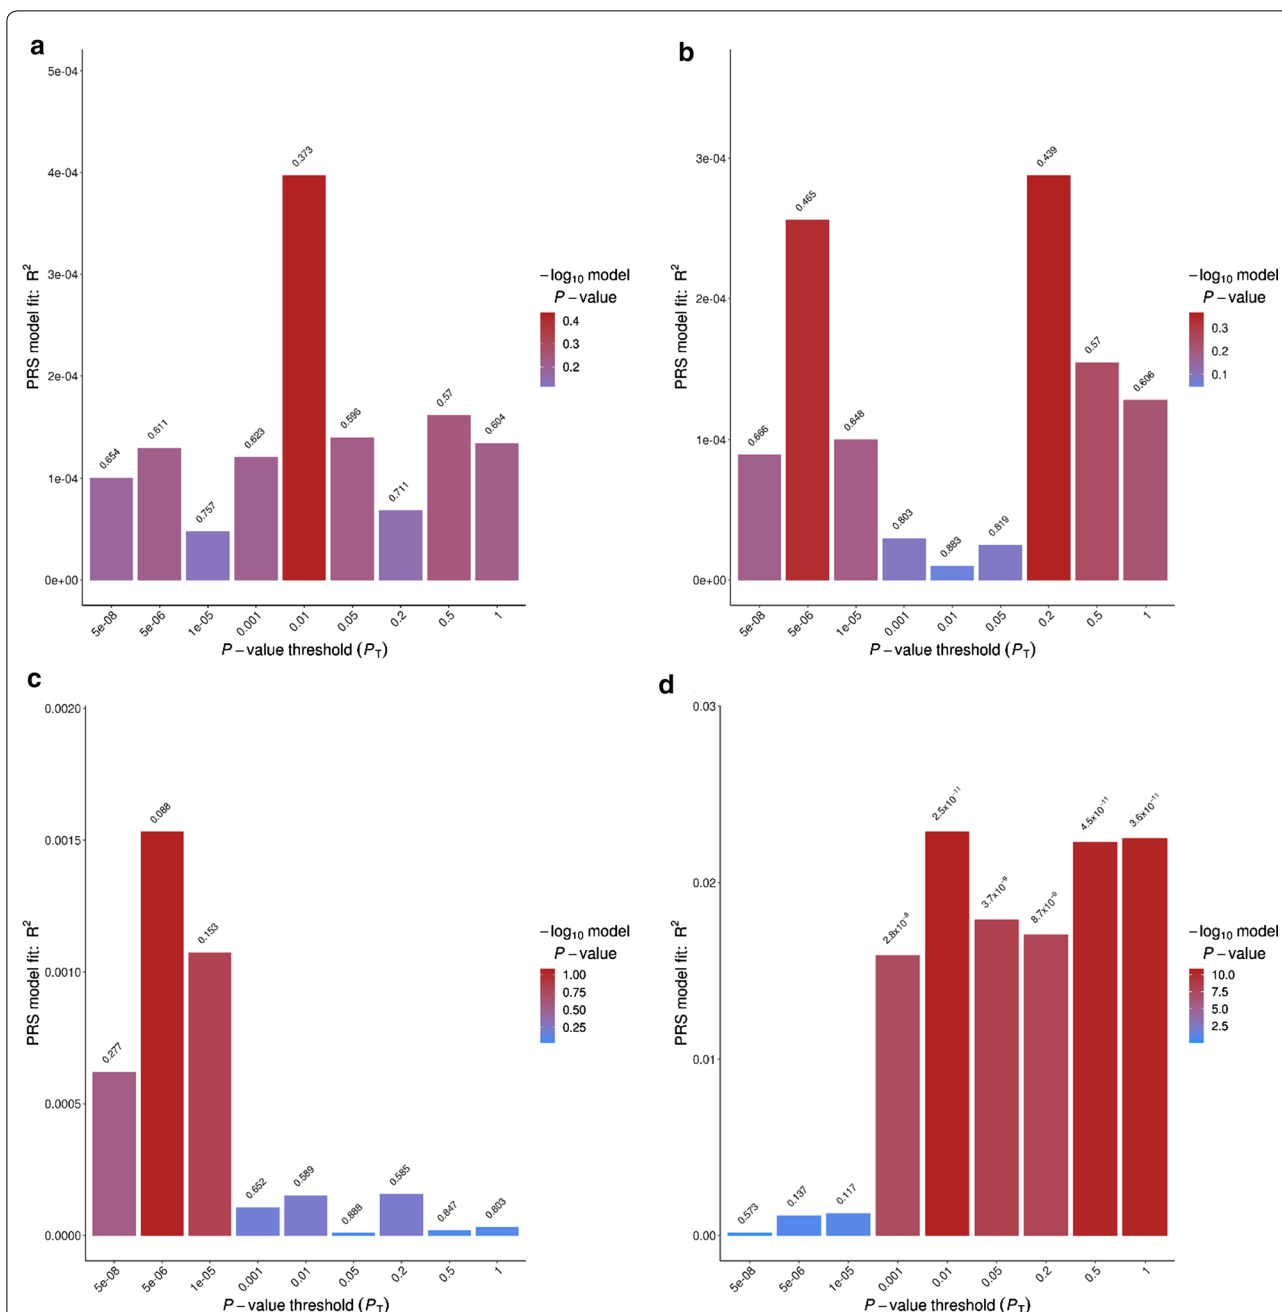 a
5e-04
4e-04
3e-04
2e-04
1e-04
0e+00
PRS model fit: R²
0.654
0.611
0.757
0.623
0.373
0.596
0.711
0.57
0.604
5e-08
5e-06
1e-05
0.001
0.01
0.05
0.2
0.5
1
P – value threshold (P_T)
– log₁₀ model
P – value
0.4
0.3
0.2
b
3e-04
2e-04
1e-04
0e+00
PRS model fit: R²
0.666
0.465
0.648
0.803
0.883
0.819
0.439
0.57
0.606
5e-08
5e-06
1e-05
0.001
0.01
0.05
0.2
0.5
1
P – value threshold (P_T)
– log₁₀ model
P – value
0.3
0.2
0.1
c
0.0020
0.0015
0.0010
0.0005
0.0000
PRS model fit: R²
0.277
0.088
0.153
0.652
0.589
0.888
0.585
0.847
0.803
5e-08
5e-06
1e-05
0.001
0.01
0.05
0.2
0.5
1
P – value threshold (P_T)
– log₁₀ model
P – value
1.00
0.75
0.50
0.25
d
0.03
0.02
0.01
0.00
PRS model fit: R²
0.573
0.137
0.117
2.8x10⁻⁸
2.5x10⁻¹¹
3.7x10⁻⁹
8.7x10⁻⁹
4.5x10⁻¹¹
3.6x10⁻¹¹
5e-08
5e-06
1e-05
0.001
0.01
0.05
0.2
0.5
1
P – value threshold (P_T)
– log₁₀ model
P – value
10.0
7.5
5.0
2.5